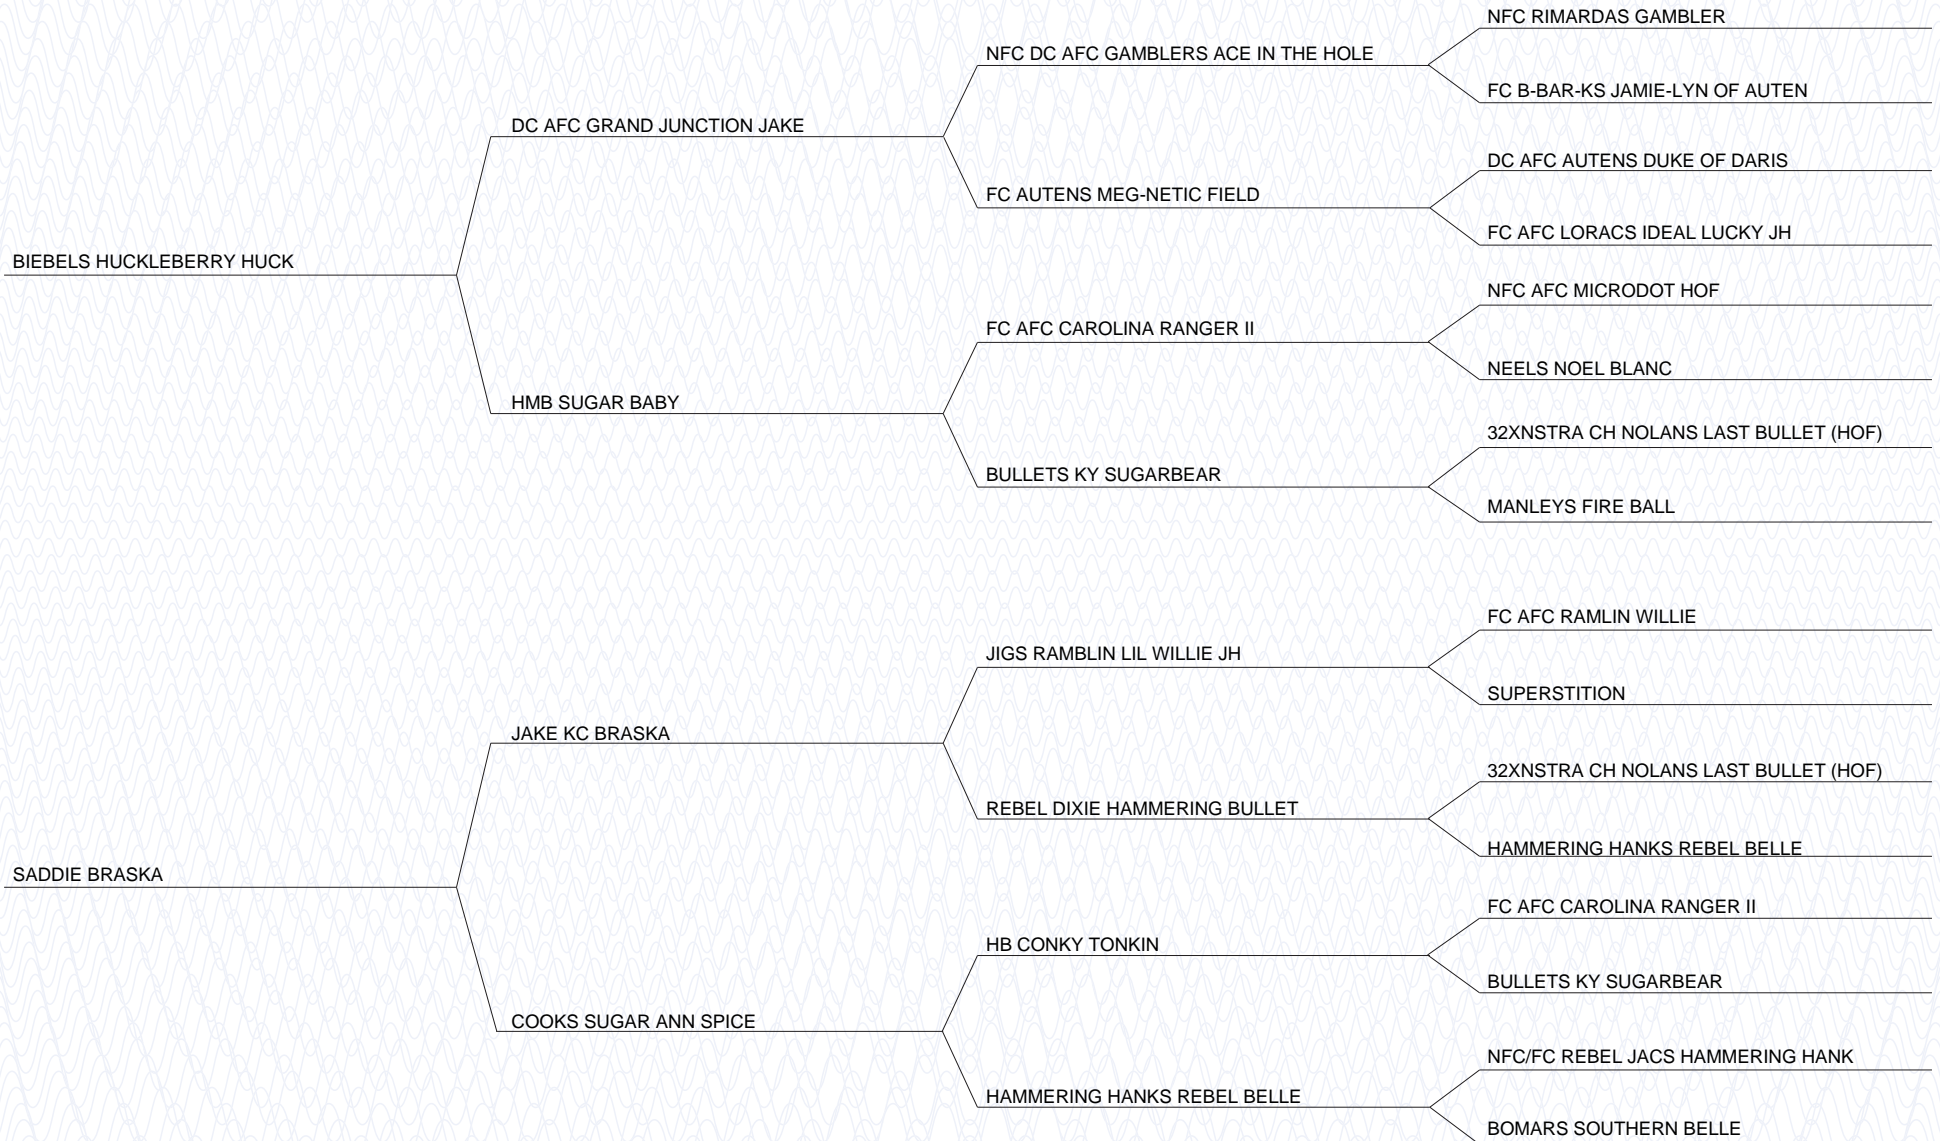 NFC RIMARDAS GAMBLER
NFC DC AFC GAMBLERS ACE IN THE HOLE
FC B-BAR-KS JAMIE-LYN OF AUTEN
DC AFC GRAND JUNCTION JAKE
DC AFC AUTENS DUKE OF DARIS
FC AUTENS MEG-NETIC FIELD
FC AFC LORACS IDEAL LUCKY JH
BIEBELS HUCKLEBERRY HUCK
NFC AFC MICRODOT HOF
FC AFC CAROLINA RANGER II
NEELS NOEL BLANC
HMB SUGAR BABY
32XNSTRA CH NOLANS LAST BULLET (HOF)
BULLETS KY SUGARBEAR
MANLEYS FIRE BALL
FC AFC RAMLIN WILLIE
JIGS RAMBLIN LIL WILLIE JH
SUPERSTITION
JAKE KC BRASKA
32XNSTRA CH NOLANS LAST BULLET (HOF)
REBEL DIXIE HAMMERING BULLET
HAMMERING HANKS REBEL BELLE
SADDIE BRASKA
FC AFC CAROLINA RANGER II
HB CONKY TONKIN
BULLETS KY SUGARBEAR
COOKS SUGAR ANN SPICE
NFC/FC REBEL JACS HAMMERING HANK
HAMMERING HANKS REBEL BELLE
BOMARS SOUTHERN BELLE